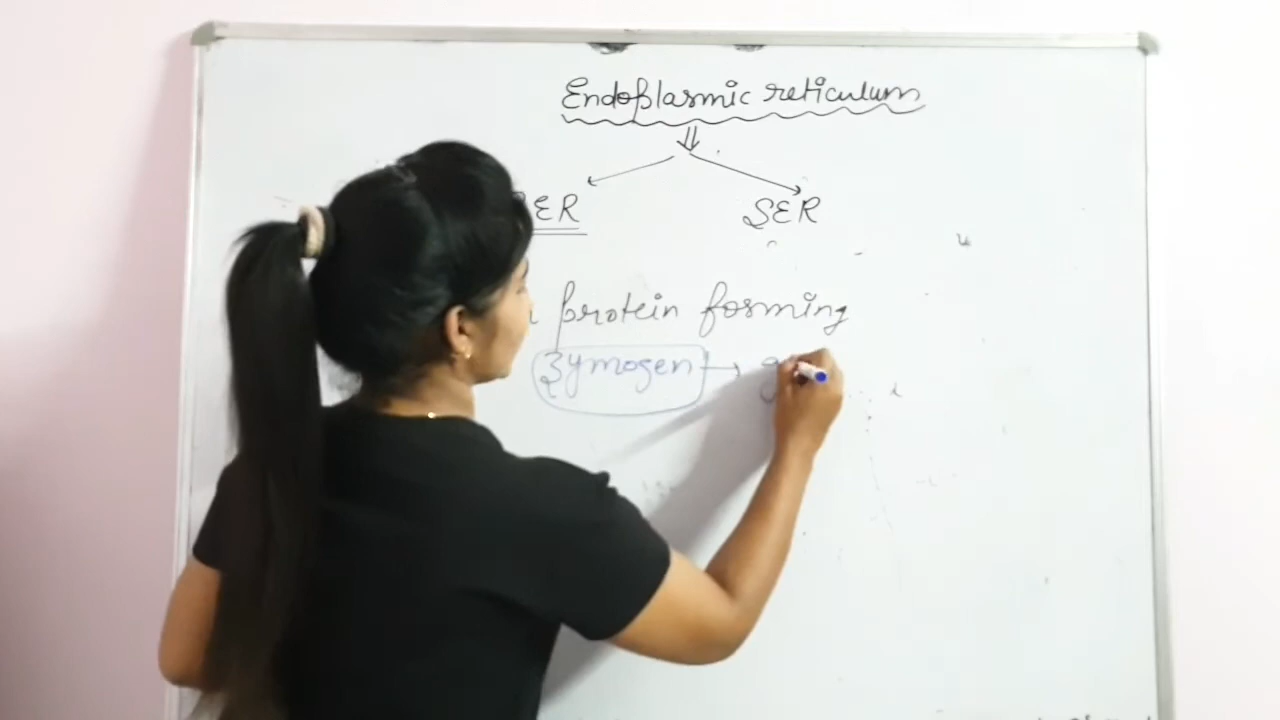 Endoplasmic reticulum
ER SER
protein forming
Zymogen → g